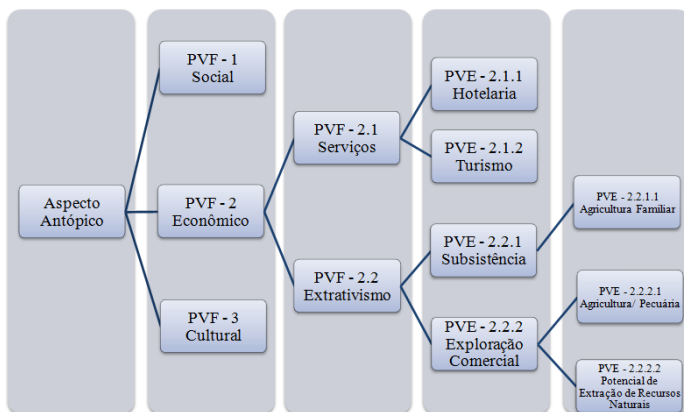 Aspecto
Antópico
PVF - 1
Social
PVF - 2
Econômico
PVF - 3
Cultural
PVF - 2.1
Serviços
PVF - 2.2
Extrativismo
PVE - 2.1.1
Hotelaria
PVE - 2.1.2
Turismo
PVE - 2.2.1
Subsistência
PVE - 2.2.2
Exploração
Comercial
PVE - 2.2.1.1
Agricultura Familiar
PVE - 2.2.2.1
Agricultura/ Pecuária
PVE - 2.2.2.2
Potencial de
Extração de Recursos
Naturais